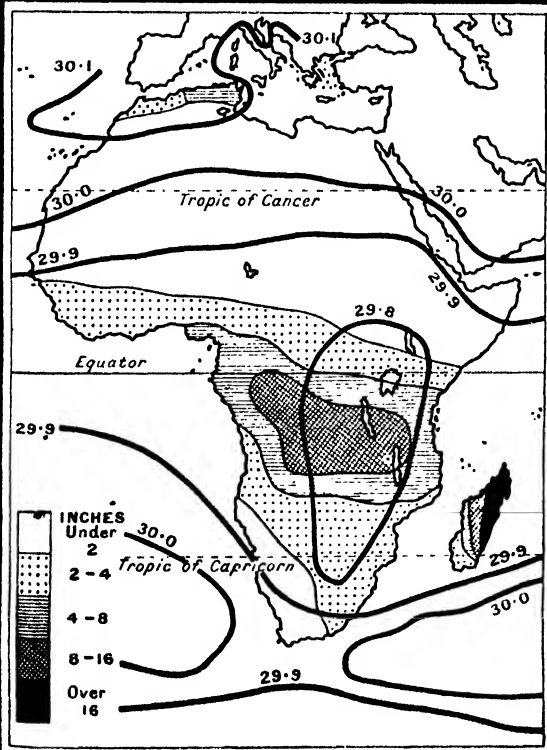 30·1
30·1
30·0
Tropic of Cancer
30·0
29·9
29·9
29·8
Equator
29·9
INCHES
Under
2
30·0
2-4
Tropic of Capricorn
29·9
30·0
4-8
8-16
29·9
Over
16